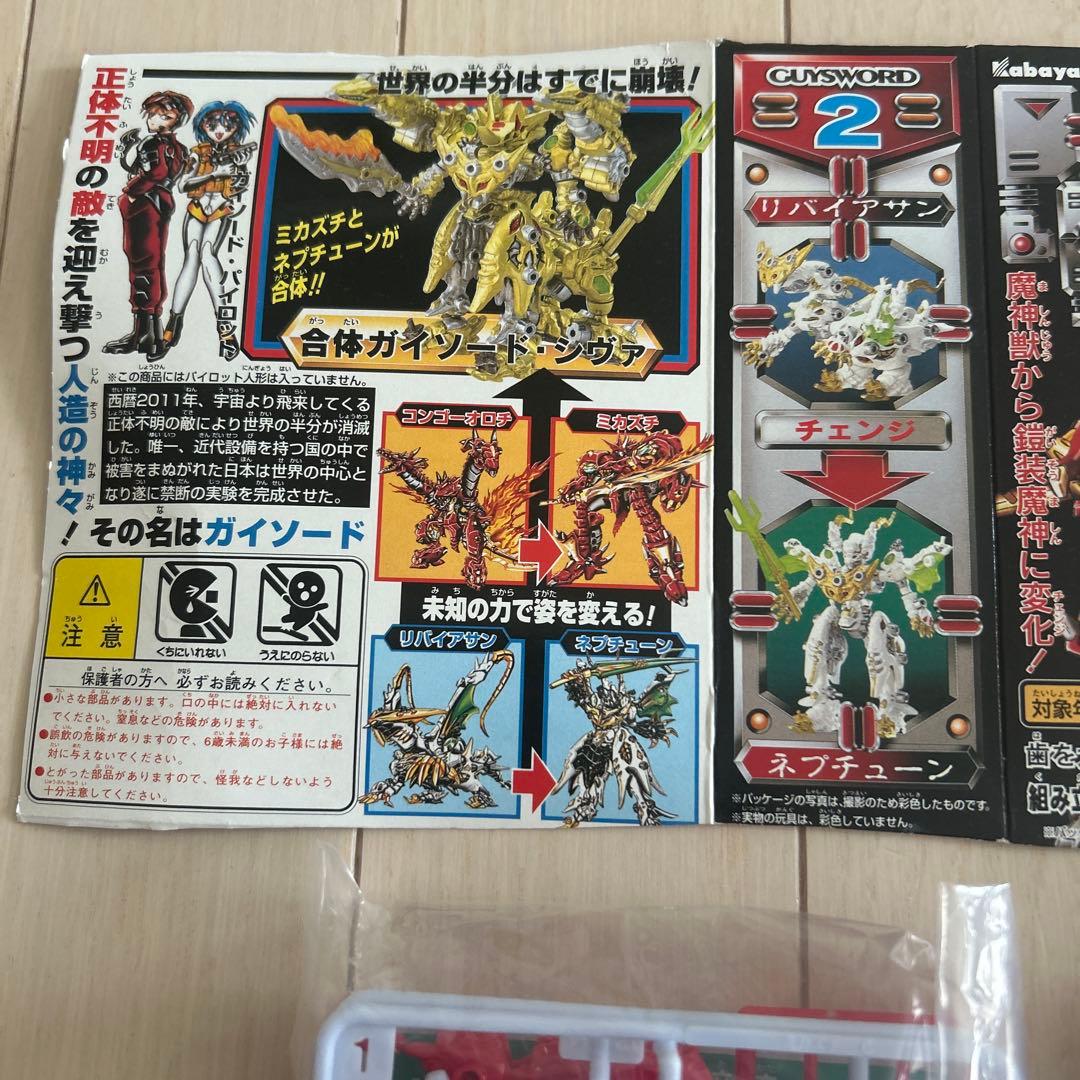 正体不明の敵を迎え撃つ人造の神々！
その名はガイソード
ガイソード・パイロット
世界の半分はすでに崩壊！
ミカズチと
ネプチューンが
合体!!
合体ガイソード・シヴァ
※この商品にはパイロット人形は入っていません。
西暦2011年、宇宙より飛来してくる
正体不明の敵により世界の半分が消滅
した。唯一、近代設備を持つ国の中で
被害をまぬがれた日本は世界の中心と
なり遂に禁断の実験を完成させた。
コンゴーオロチ
ミカズチ
未知の力で姿を変える！
リバイアサン
ネプチューン
注意
くちにいれない
うえにのらない
保護者の方へ 必ずお読みください。
●小さな部品があります。口の中には絶対に入れない
でください。窒息などの危険があります。
●誤飲の危険がありますので、6歳未満のお子様には絶
対に与えないでください。
●とがった部品がありますので、怪我などしないよう
十分注意してください。
GUYSWORD
2
リバイアサン
チェンジ
ネプチューン
※パッケージの写真は、撮影のため彩色したものです。
※実物の玩具は、彩色していません。
Kabaya
魔神獣から鎧装魔神に変化！
対象年
歯を
組み立
1